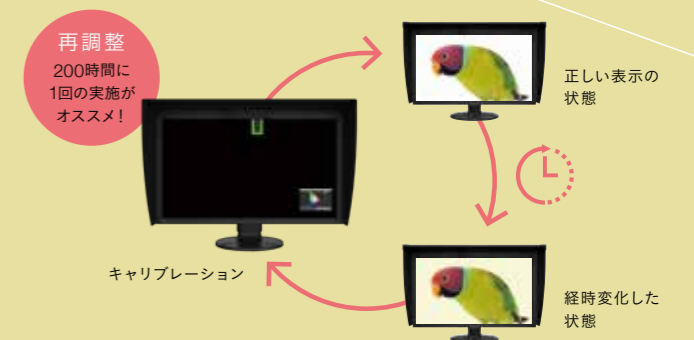 再調整
200時間に
1回の実施が
オススメ!
正しい表示の
状態
キャリブレーション
経時変化した
状態